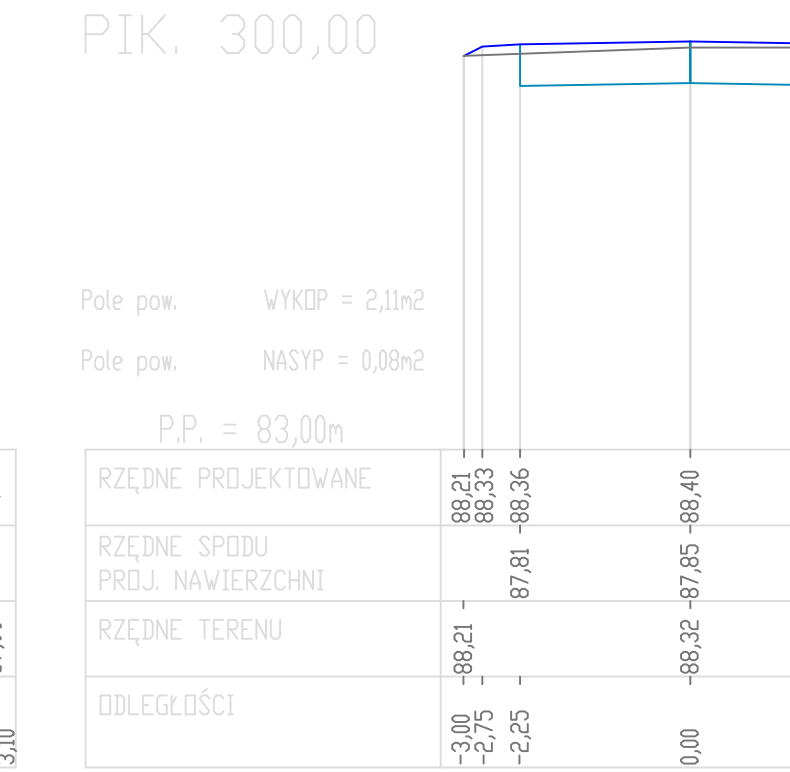 PIK. 300,00
Pole pow. WYKOP = 2,11m2
Pole pow. NASYP = 0,08m2
P.P. = 83,00m
RZĘDNE PROJEKTOWANE 88,21 88,33 88,36 88,40
RZĘDNE SPODU
PROJ. NAWIERZCHNI 87,81 87,85
RZĘDNE TERENU 88,21 88,32
ODLEGŁOŚCI -3,00 -2,75 -2,25 0,00
3,10